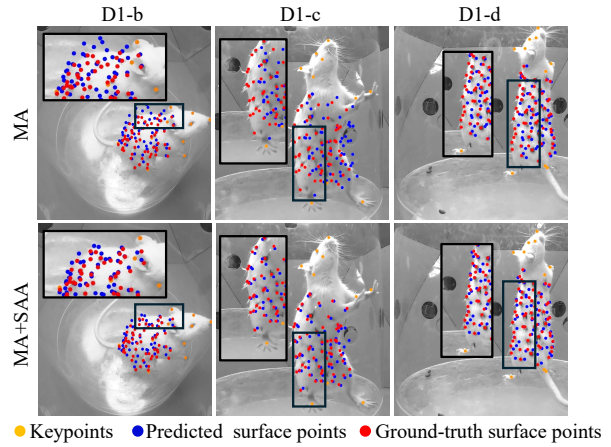 D1-b D1-c D1-d
MA
MA+SAA
Keypoints Predicted surface points Ground-truth surface points